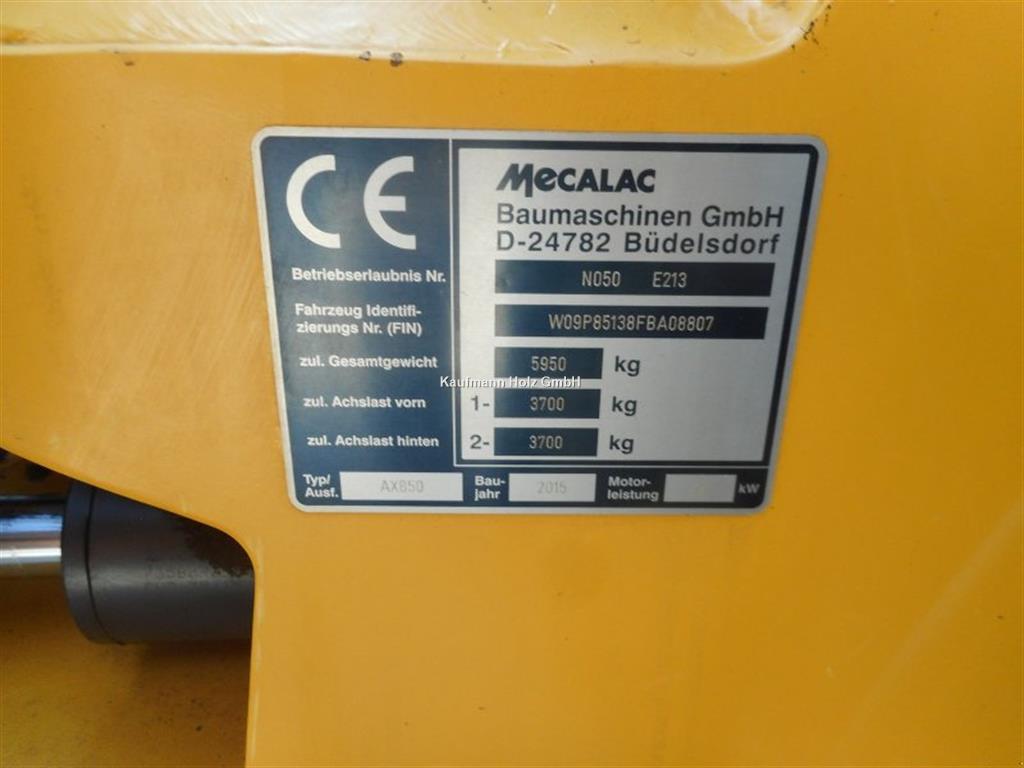 CE
MECALAC
Baumaschinen GmbH
D-24782 Büdelsdorf
Betriebserlaubnis Nr. N050 E213
Fahrzeug Identifi-
zierungs Nr. (FIN) W09P85138FBA08807
zul. Gesamtgewicht 5950 kg
Kaufmann Holz GmbH
zul. Achslast vorn 1- 3700 kg
zul. Achslast hinten 2- 3700 kg
Typ/
Ausf. AX850
Bau-
jahr 2015
Motor-
leistung kW